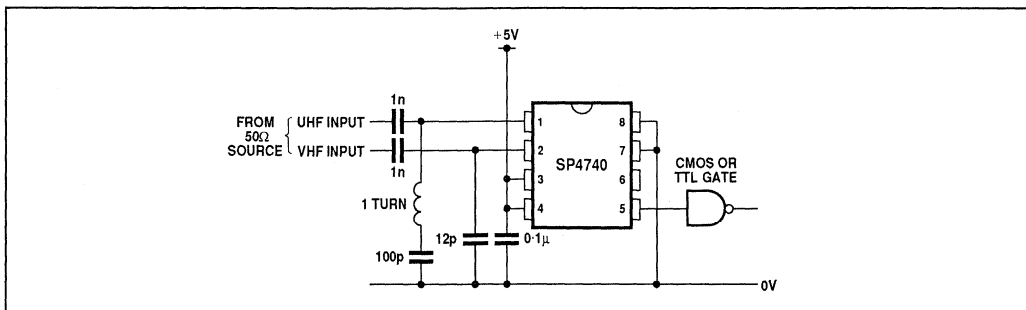 +5V
1n
FROM
50Ω
SOURCE
UHF INPUT
VHF INPUT
1n
1 TURN
100p
12p
0·1µ
SP4740
1
2
3
4
8
7
6
5
CMOS OR
TTL GATE
0V